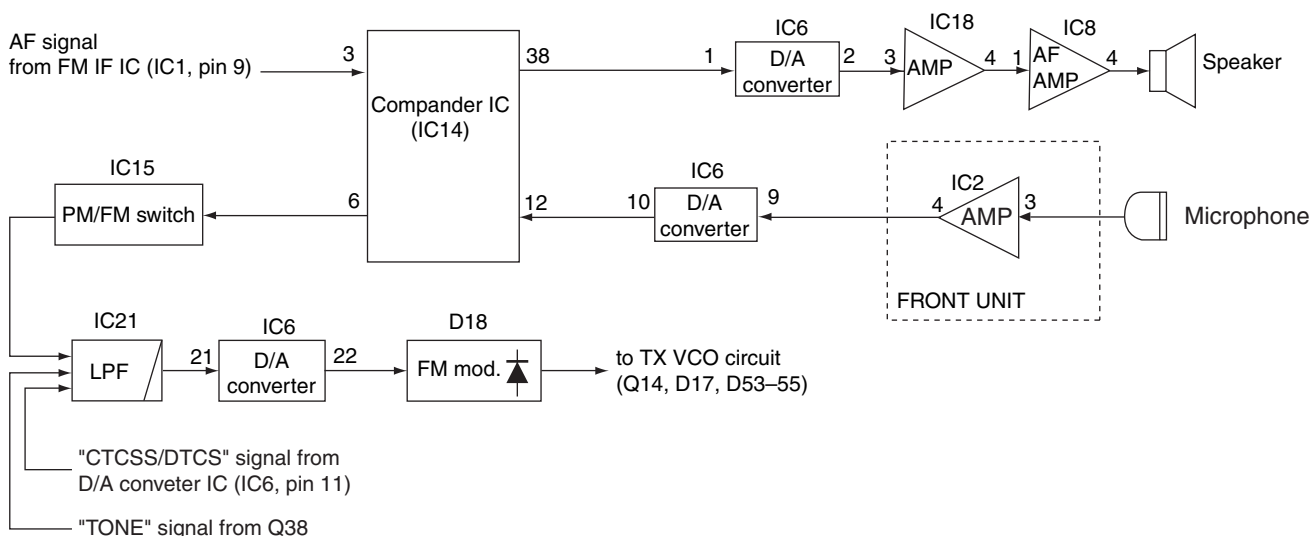 AF signal
from FM IF IC (IC1, pin 9)
3
Compander IC
(IC14)
38
1
IC6
D/A
converter
2
3
IC18
AMP
4
1
IC8
AF
AMP
4
Speaker
IC15
PM/FM switch
6
12
10
IC6
D/A
converter
9
4
IC2
AMP
3
FRONT UNIT
Microphone
IC21
LPF
21
IC6
D/A
converter
22
D18
FM mod.
to TX VCO circuit
(Q14, D17, D53–55)
"CTCSS/DTCS" signal from
D/A conveter IC (IC6, pin 11)
"TONE" signal from Q38